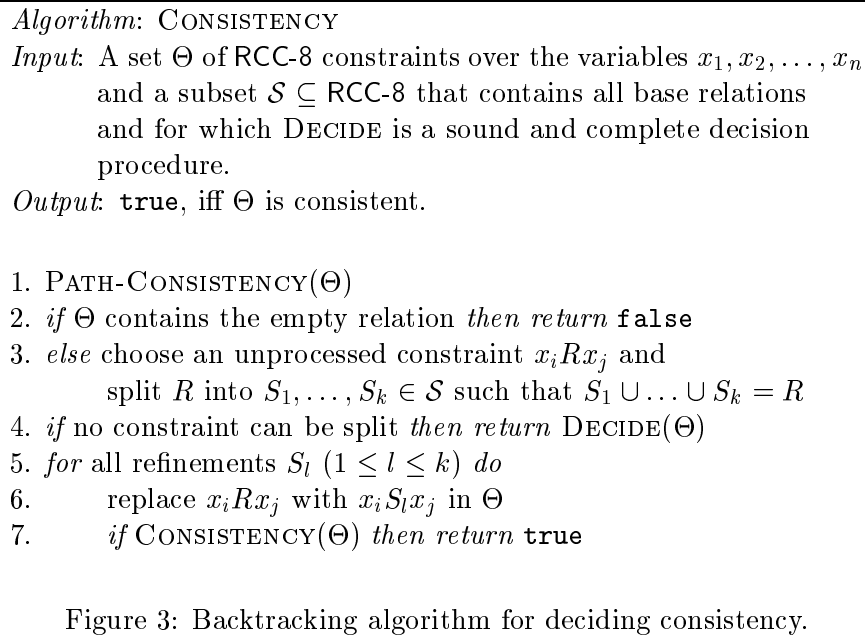 Algorithm: CONSISTENCY
Input: A set Θ of RCC-8 constraints over the variables x₁, x₂, . . . , xₙ
and a subset 𝒮 ⊆ RCC-8 that contains all base relations
and for which DECIDE is a sound and complete decision
procedure.
Output: true, iff Θ is consistent.
1. PATH-CONSISTENCY(Θ)
2. if Θ contains the empty relation then return false
3. else choose an unprocessed constraint xᵢRxⱼ and
split R into S₁, . . . , Sₖ ∈ 𝒮 such that S₁ ∪ . . . ∪ Sₖ = R
4. if no constraint can be split then return DECIDE(Θ)
5. for all refinements Sₗ (1 ≤ l ≤ k) do
6. replace xᵢRxⱼ with xᵢSₗxⱼ in Θ
7. if CONSISTENCY(Θ) then return true
Figure 3: Backtracking algorithm for deciding consistency.